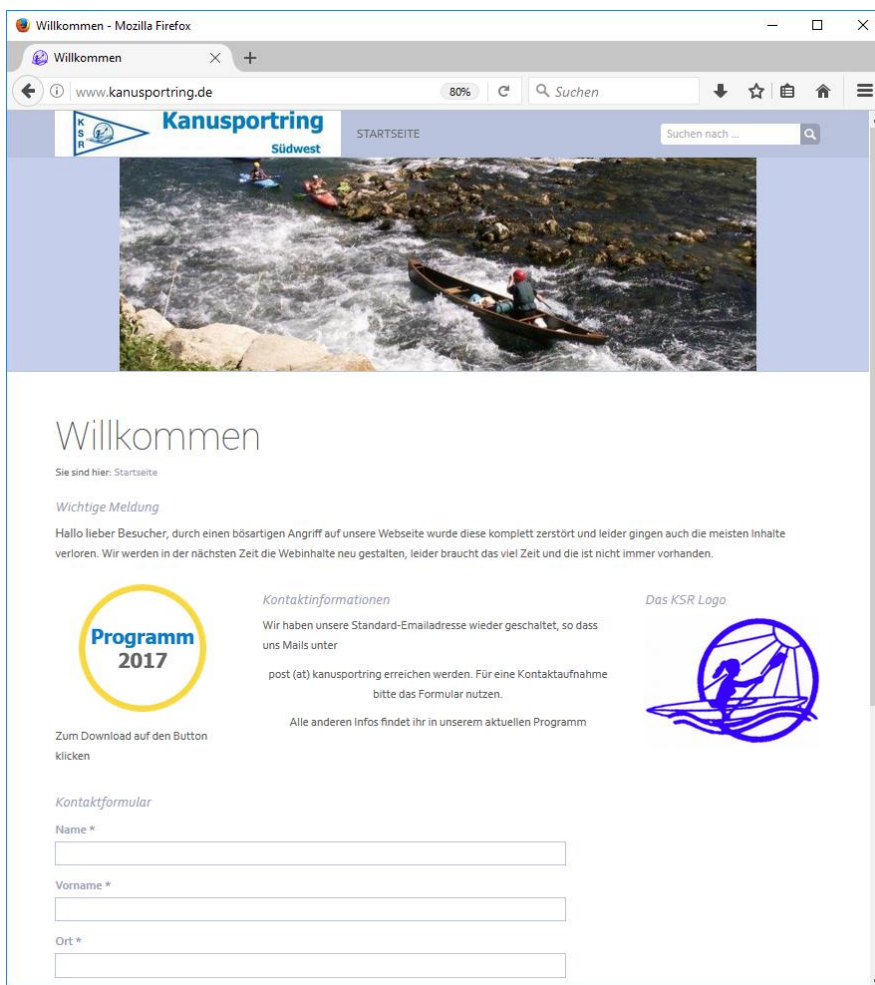 Willkommen - Mozilla Firefox
Willkommen
www.kanusportring.de
80%
Suchen
K
S
R
Kanusportring
Südwest
STARTSEITE
Suchen nach ...
Willkommen
Sie sind hier: Startseite
Wichtige Meldung
Hallo lieber Besucher, durch einen bösartigen Angriff auf unsere Webseite wurde diese komplett zerstört und leider gingen auch die meisten Inhalte
verloren. Wir werden in der nächsten Zeit die Webinhalte neu gestalten, leider braucht das viel Zeit und die ist nicht immer vorhanden.
Programm
2017
Zum Download auf den Button
klicken
Kontaktinformationen
Wir haben unsere Standard-Emailadresse wieder geschaltet, so dass
uns Mails unter
post (at) kanusportring erreichen werden. Für eine Kontaktaufnahme
bitte das Formular nutzen.
Alle anderen Infos findet ihr in unserem aktuellen Programm
Das KSR Logo
Kontaktformular
Name *
Vorname *
Ort *